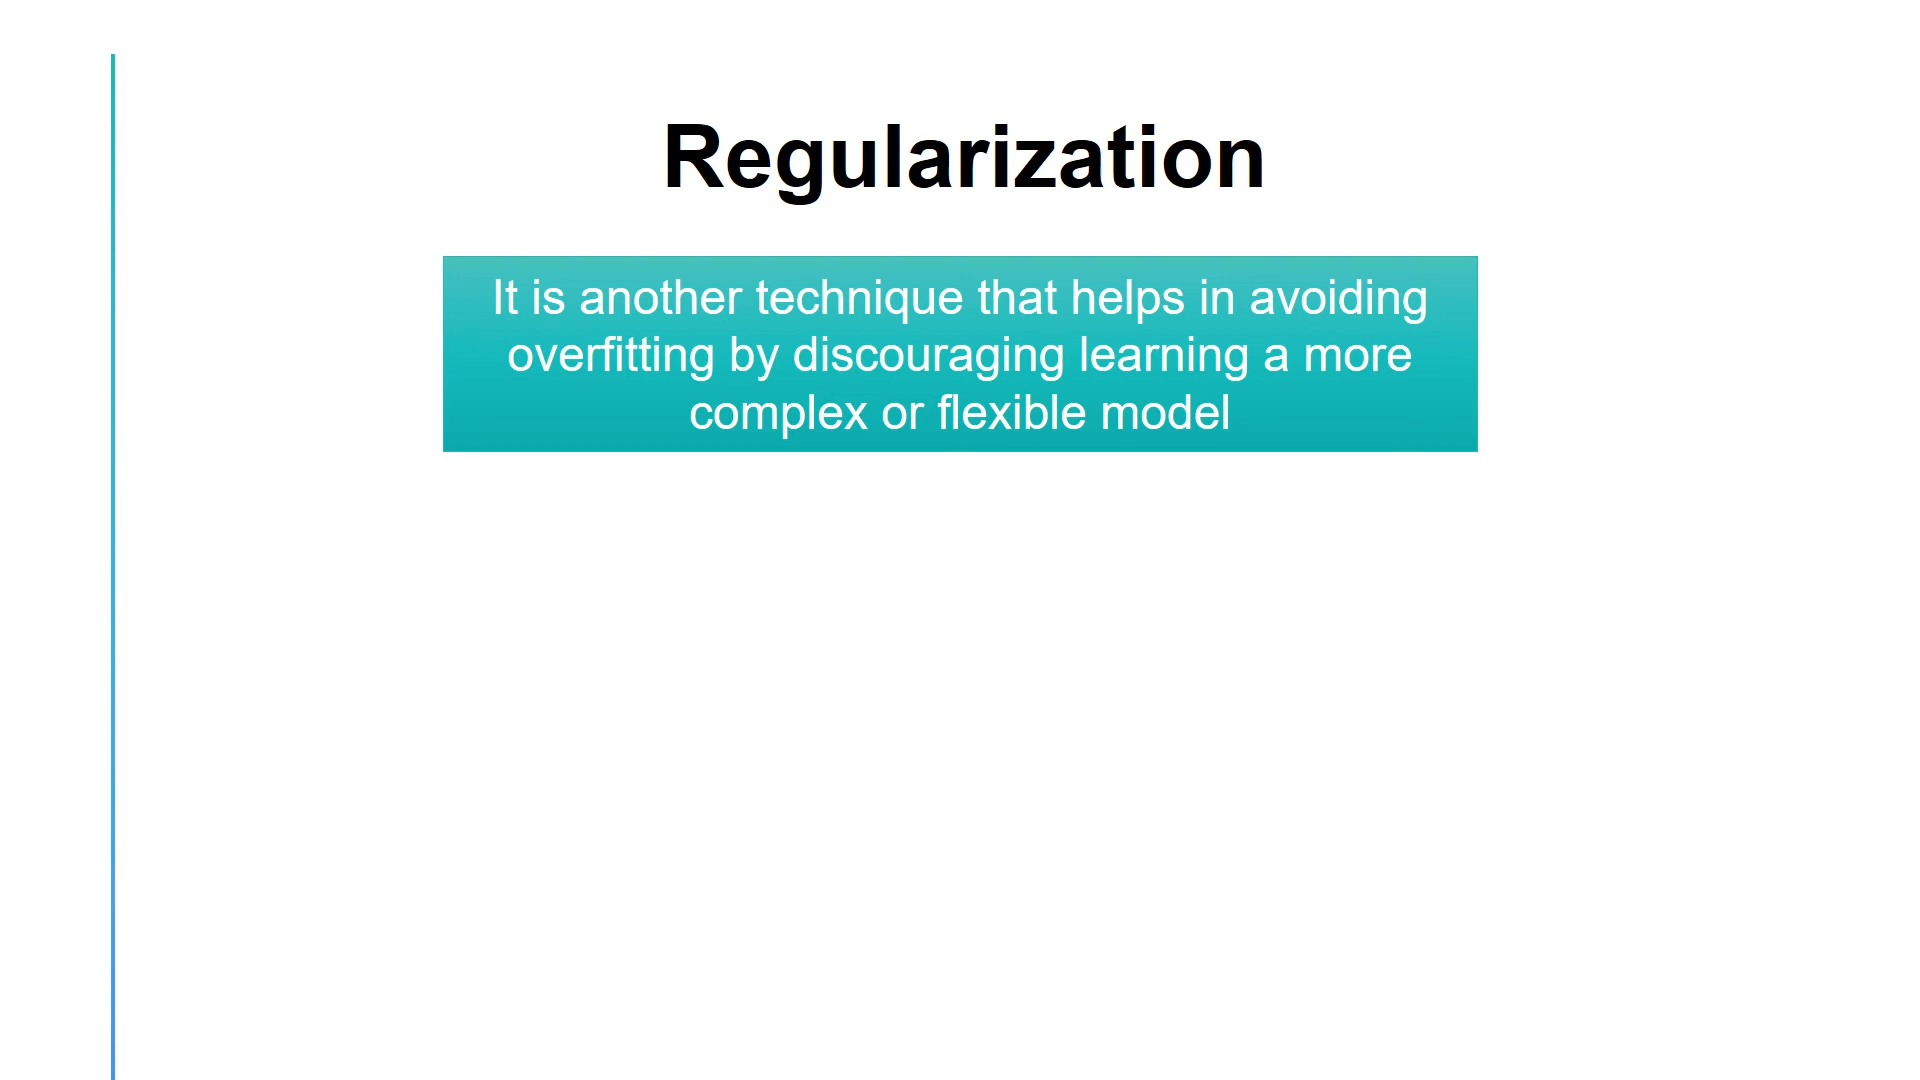 Regularization
It is another technique that helps in avoiding
overfitting by discouraging learning a more
complex or flexible model